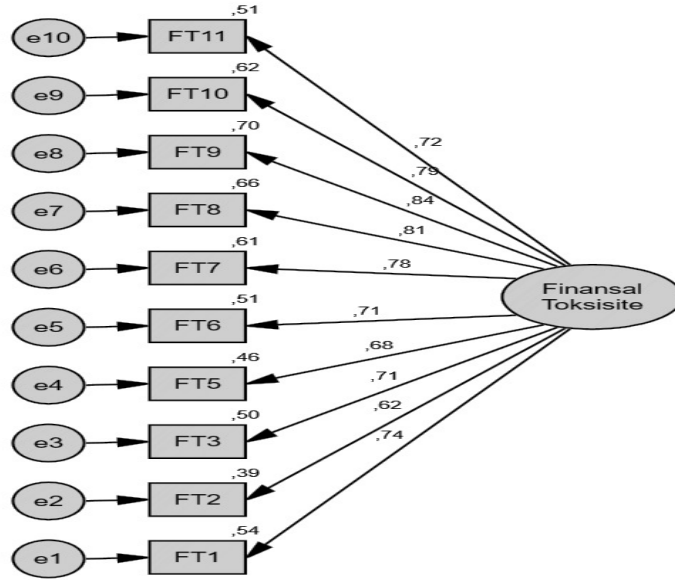 ,51
e10 FT11
,62
e9 FT10
,72
,70
e8 FT9
,79
,84
,66
e7 FT8
,81
,61
e6 FT7
,78
Finansal
Toksisite
,51
e5 FT6
,71
,68
,46
e4 FT5
,71
,50
e3 FT3
,62
,74
,39
e2 FT2
,54
e1 FT1